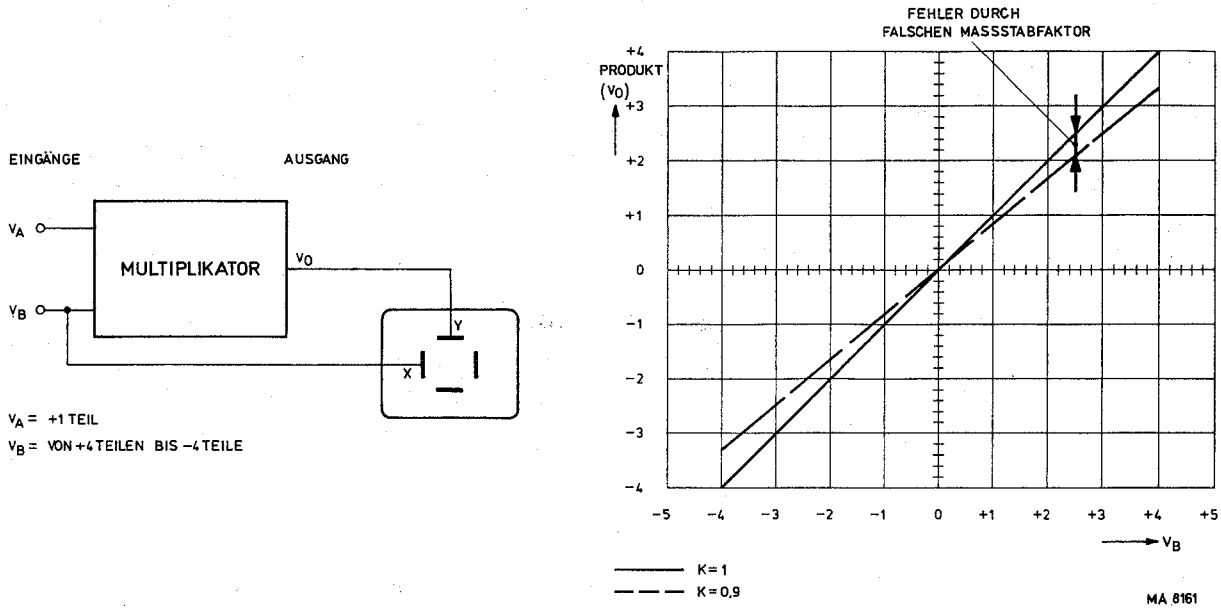 EINGÄNGE
AUSGANG
VA
MULTIPLIKATOR
VO
VB
Y
X
VA = +1 TEIL
VB = VON +4 TEILEN BIS −4 TEILE
FEHLER DURCH
FALSCHEN MASSSTABFAKTOR
PRODUKT
(VO)
+4
+3
+2
+1
0
−1
−2
−3
−4
−5 −4 −3 −2 −1 0 +1 +2 +3 +4 +5
VB
K = 1
K = 0,9
MA 8161